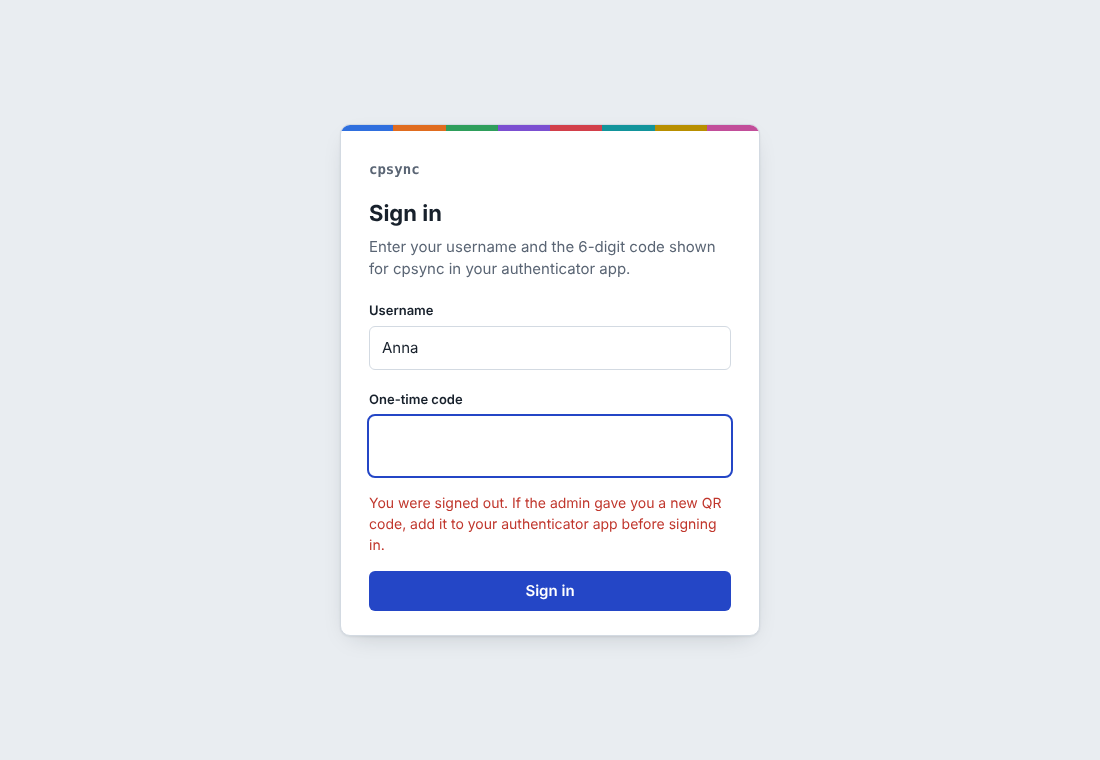 cpsync
Sign in
Enter your username and the 6-digit code shown
for cpsync in your authenticator app.
Username
Anna
One-time code
You were signed out. If the admin gave you a new QR
code, add it to your authenticator app before signing
in.
Sign in